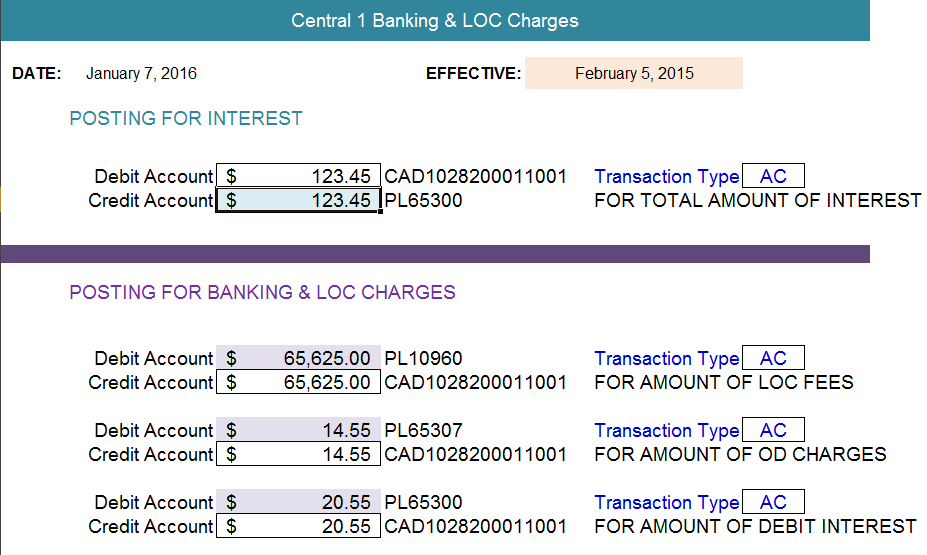 Central 1 Banking & LOC Charges
DATE: January 7, 2016 EFFECTIVE: February 5, 2015
POSTING FOR INTEREST
Debit Account $ 123.45 CAD1028200011001 Transaction Type AC
Credit Account $ 123.45 PL65300 FOR TOTAL AMOUNT OF INTEREST
POSTING FOR BANKING & LOC CHARGES
Debit Account $ 65,625.00 PL10960 Transaction Type AC
Credit Account $ 65,625.00 CAD1028200011001 FOR AMOUNT OF LOC FEES
Debit Account $ 14.55 PL65307 Transaction Type AC
Credit Account $ 14.55 CAD1028200011001 FOR AMOUNT OF OD CHARGES
Debit Account $ 20.55 PL65300 Transaction Type AC
Credit Account $ 20.55 CAD1028200011001 FOR AMOUNT OF DEBIT INTEREST